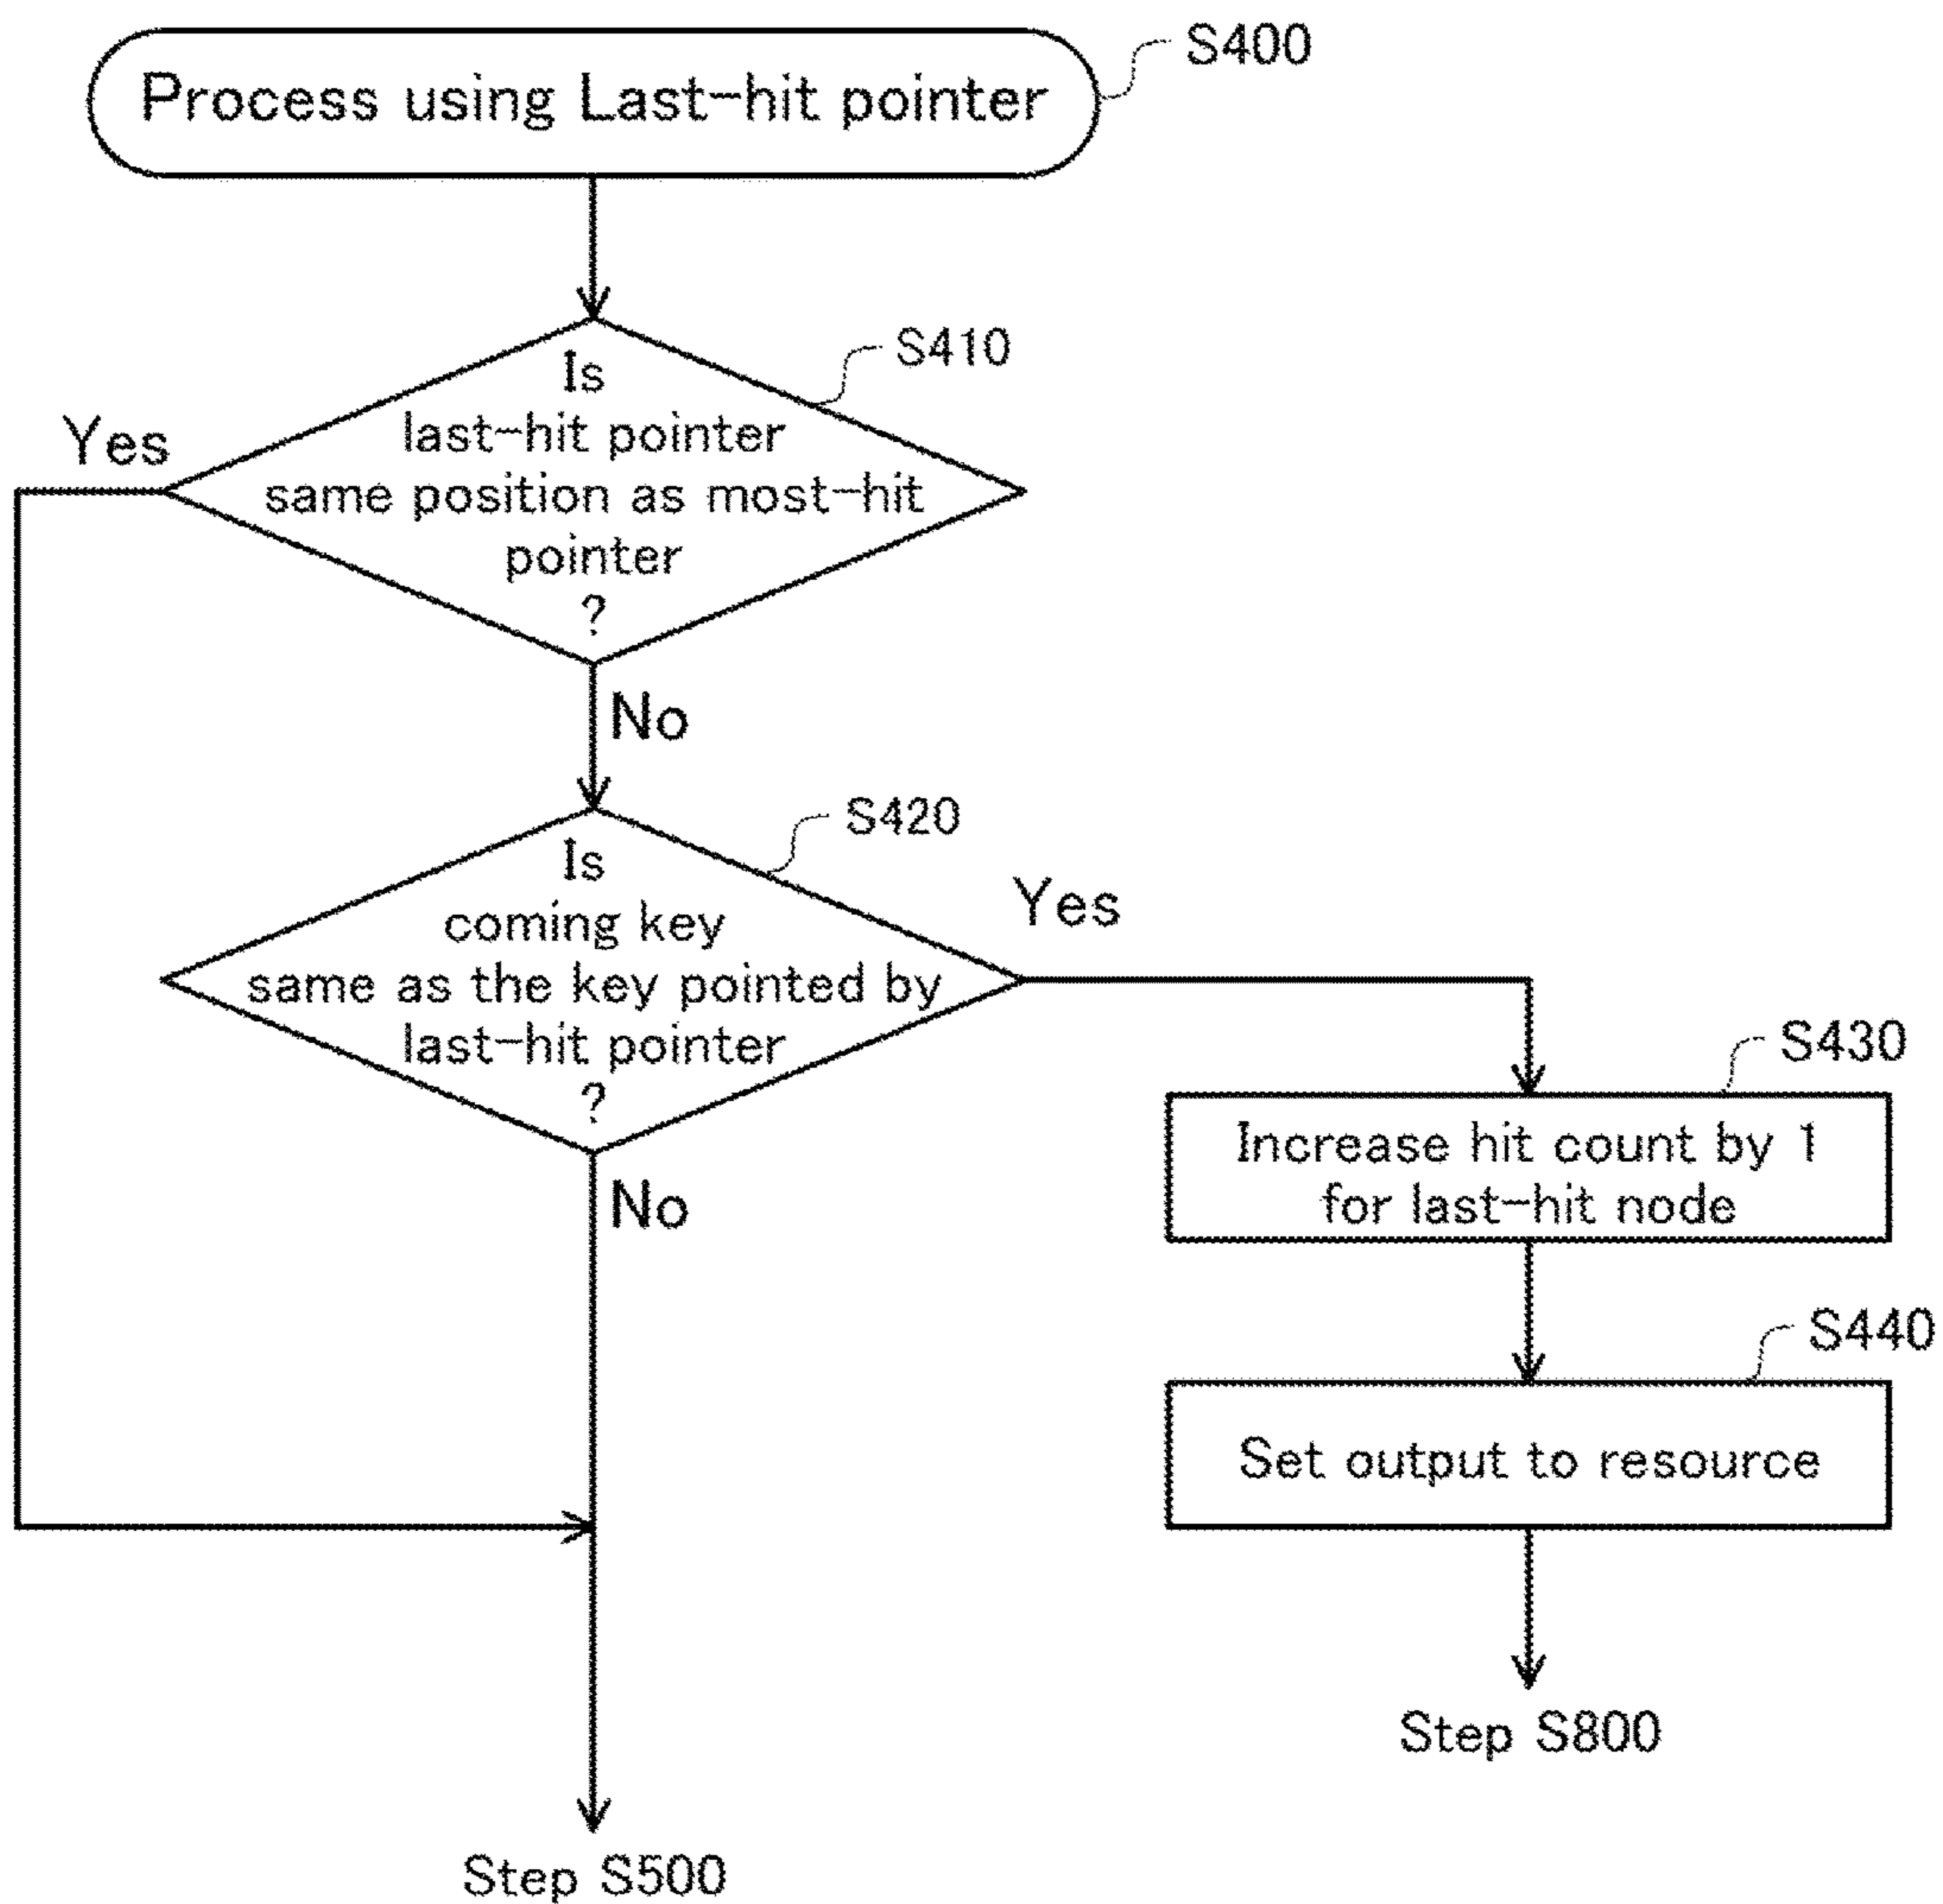 Process using Last-hit pointer
S400
Is
last-hit pointer
same position as most-hit
pointer
?
S410
Yes
No
Is
coming key
same as the key pointed by
last-hit pointer
?
S420
Yes
No
S430
Increase hit count by 1
for last-hit node
S440
Set output to resource
Step S800
Step S500